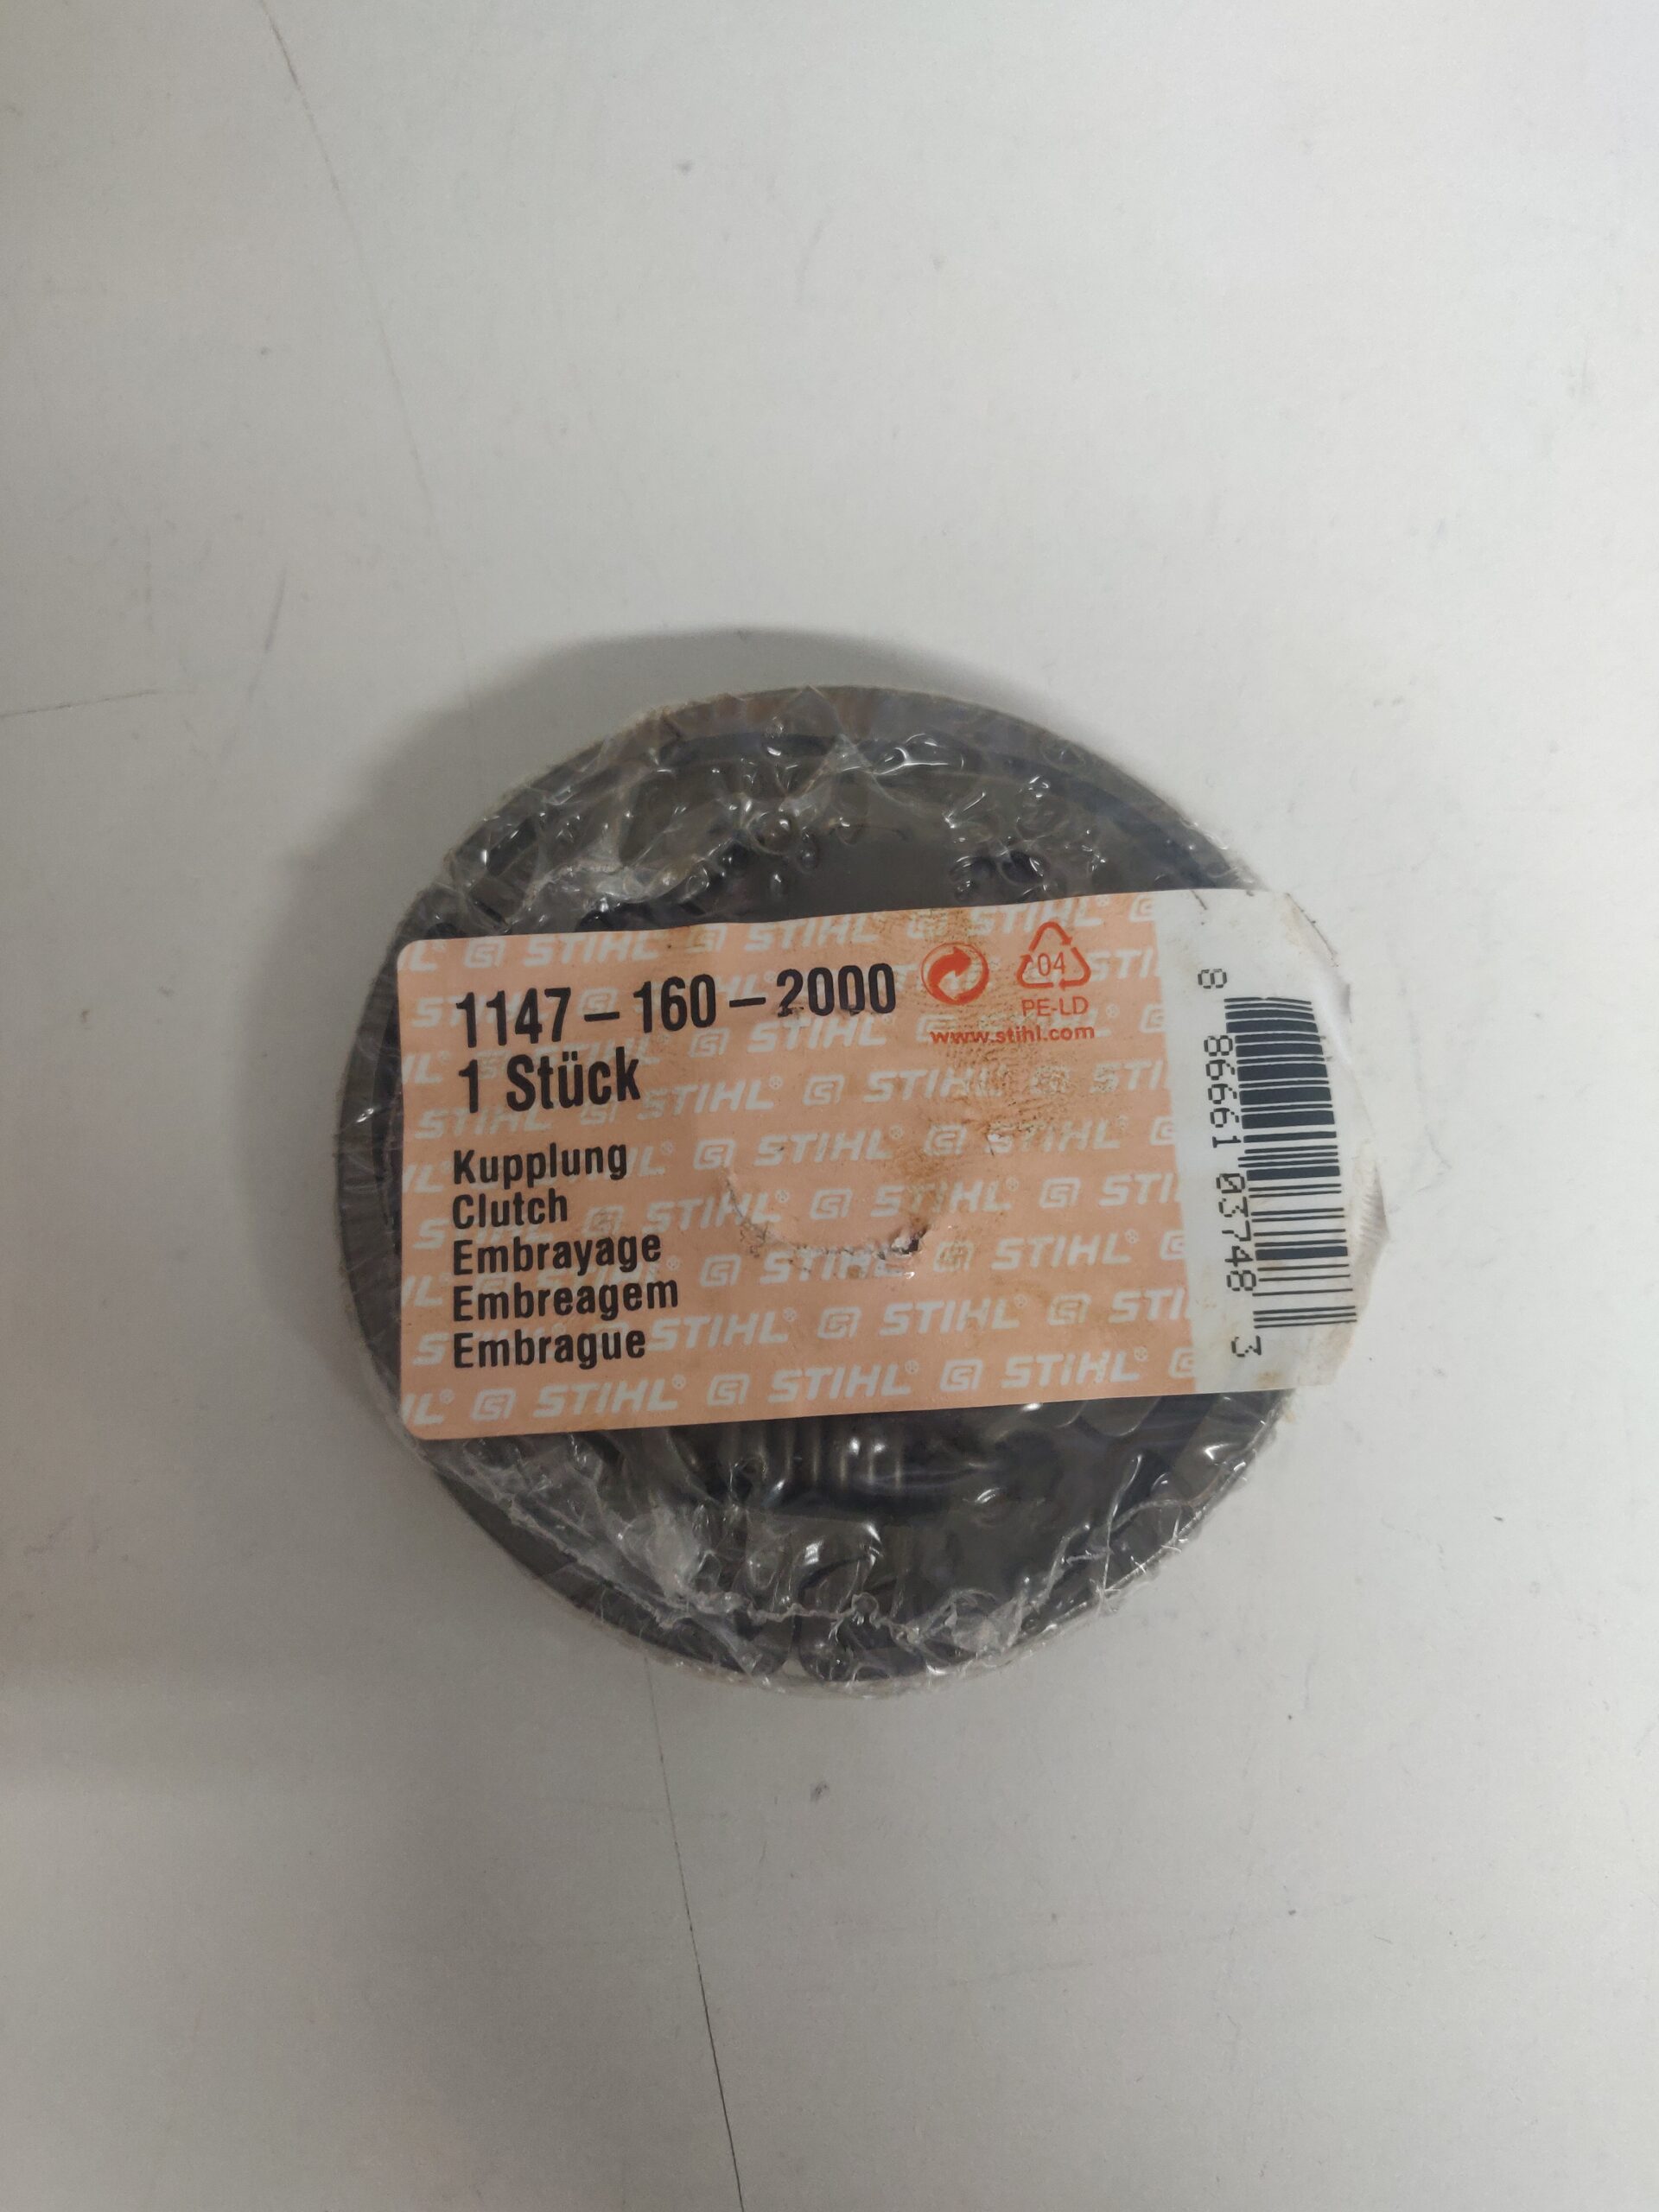 1147-160-2000
1 Stück
Kupplung
Clutch
Embrayage
Embreagem
Embrague
04
PE-LD
www.stihl.com
8 86661 03748 3
STIHL